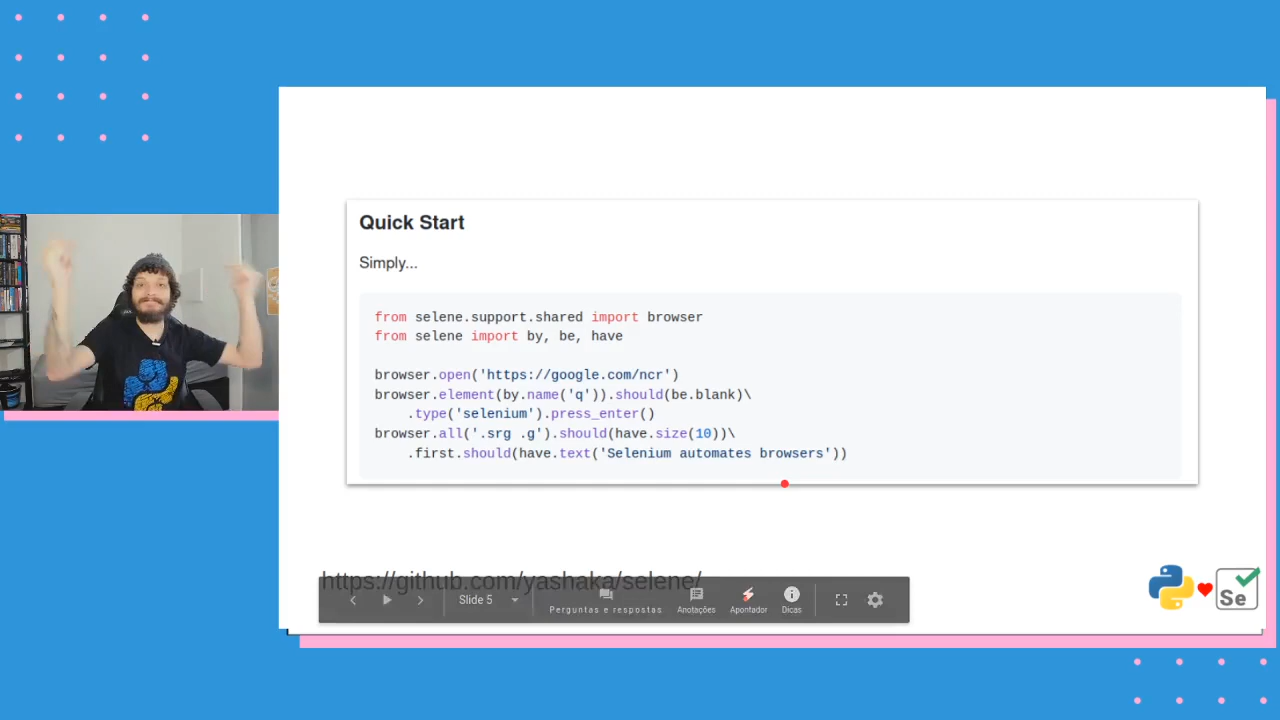 Quick Start
Simply...
from selene.support.shared import browser
from selene import by, be, have
browser.open('https://google.com/ncr')
browser.element(by.name('q')).should(be.blank)\
.type('selenium').press_enter()
browser.all('.srg .g').should(have.size(10))\
.first.should(have.text('Selenium automates browsers'))
https://github.com/yashaka/selene/
Slide 5
Perguntas e respostas
Anotações
Apontador
Dicas
Se